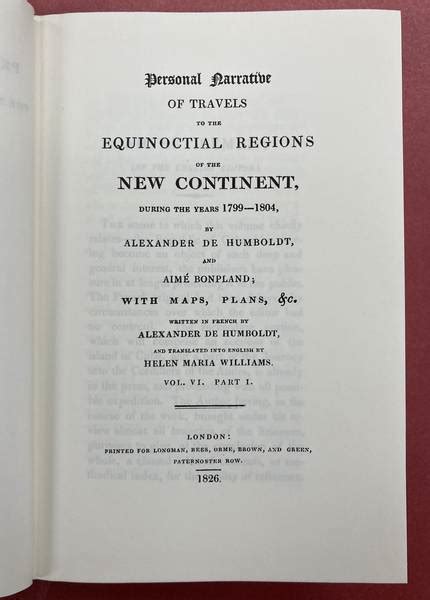 Personal Narrative
OF TRAVELS
TO THE
EQUINOCTIAL REGIONS
OF THE
NEW CONTINENT,
DURING THE YEARS 1799—1804,
BY
ALEXANDER DE HUMBOLDT,
AND
AIMÉ BONPLAND;
WITH MAPS, PLANS, &c.
WRITTEN IN FRENCH BY
ALEXANDER DE HUMBOLDT,
AND TRANSLATED INTO ENGLISH BY
HELEN MARIA WILLIAMS.
VOL. VI. PART I.
LONDON:
PRINTED FOR LONGMAN, REES, ORME, BROWN, AND GREEN,
PATERNOSTER ROW.
1826.